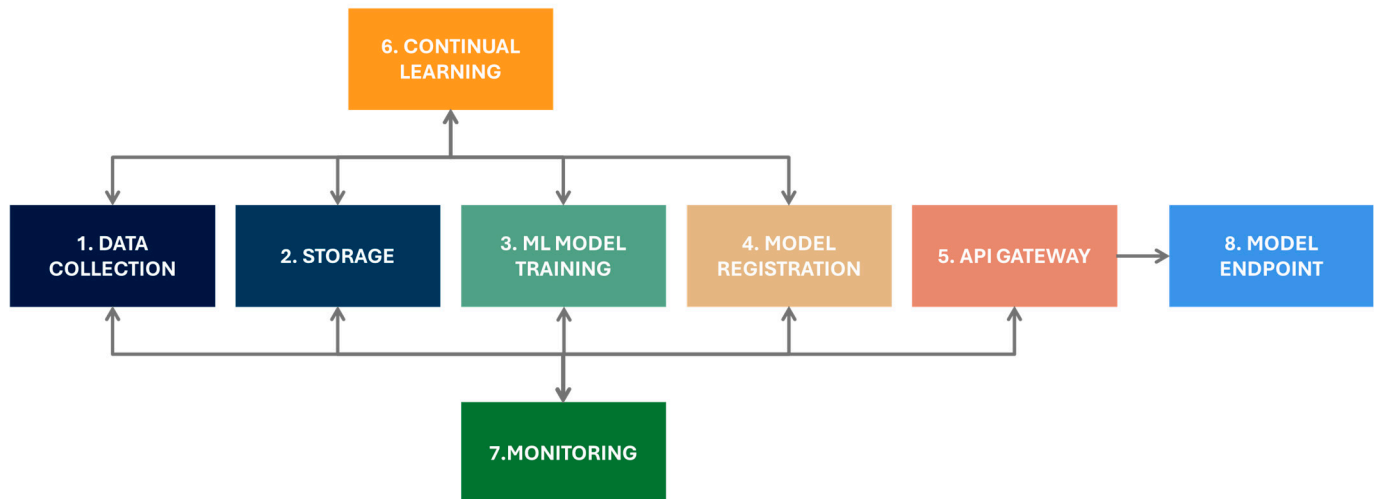 6. CONTINUAL
LEARNING
1. DATA
COLLECTION
2. STORAGE
3. ML MODEL
TRAINING
4. MODEL
REGISTRATION
5. API GATEWAY
8. MODEL
ENDPOINT
7.MONITORING